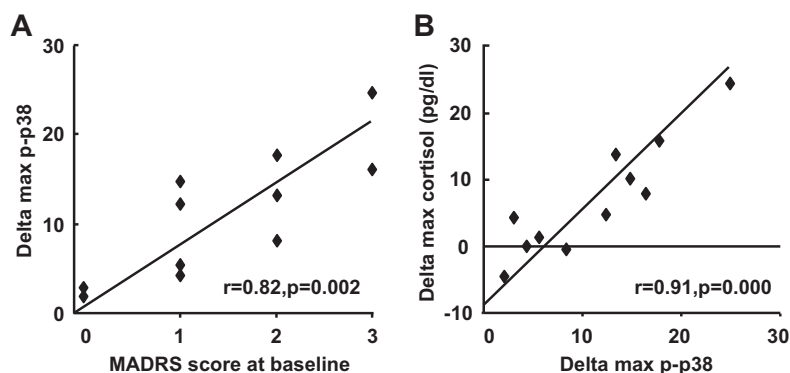 A
30
20
10
0
Delta max p-p38
r=0.82,p=0.002
0 1 2 3
MADRS score at baseline
B
30
20
10
0
-10
Delta max cortisol (pg/dl)
r=0.91,p=0.000
0 10 20 30
Delta max p-p38